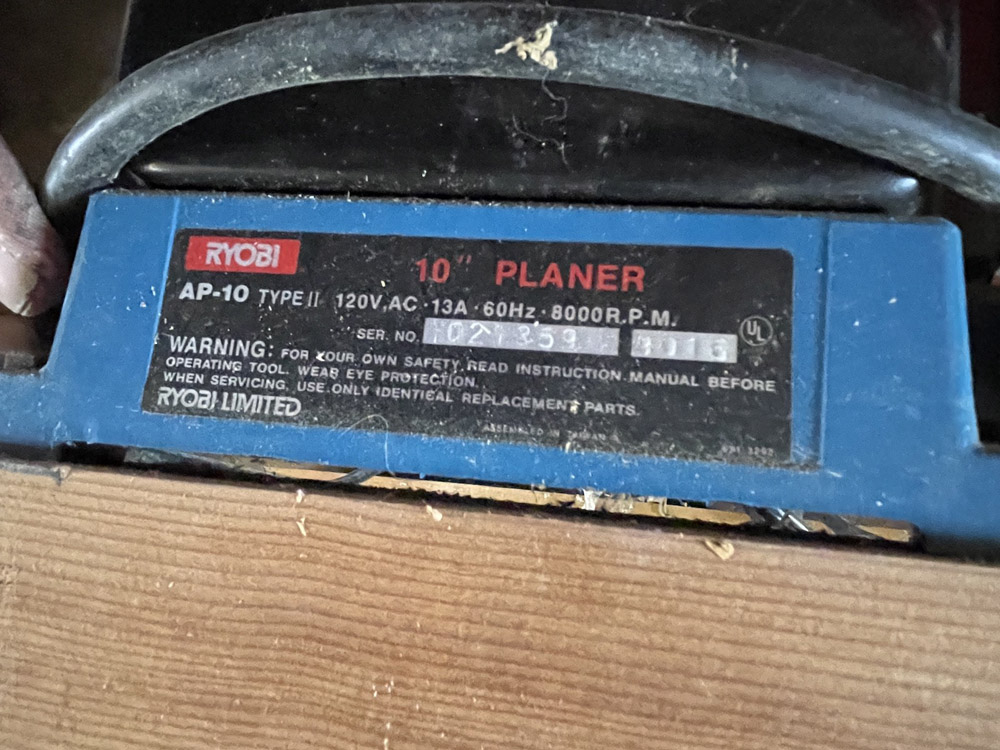 RYOBI
10" PLANER
AP-10 TYPE II 120V,AC·13A·60Hz·8000R.P.M.
SER. NO.
UL
WARNING: FOR YOUR OWN SAFETY READ INSTRUCTION MANUAL BEFORE
OPERATING TOOL. WEAR EYE PROTECTION.
WHEN SERVICING, USE ONLY IDENTICAL REPLACEMENT PARTS.
RYOBI LIMITED
ASSEMBLED IN